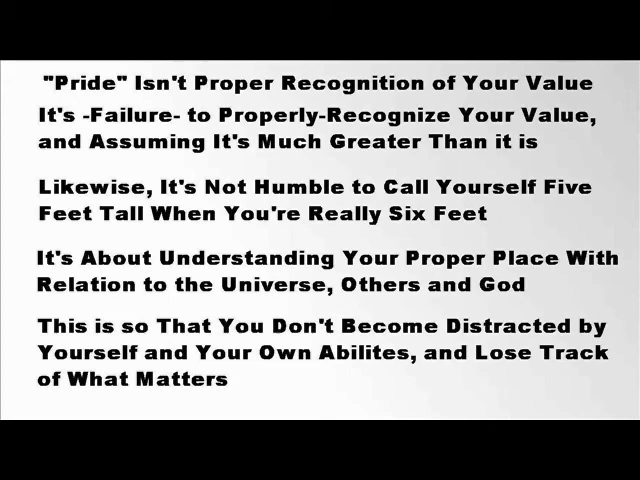 "Pride" Isn't Proper Recognition of Your Value
It's -Failure- to Properly-Recognize Your Value,
and Assuming It's Much Greater Than it is
Likewise, It's Not Humble to Call Yourself Five
Feet Tall When You're Really Six Feet
It's About Understanding Your Proper Place With
Relation to the Universe, Others and God
This is so That You Don't Become Distracted by
Yourself and Your Own Abilites, and Lose Track
of What Matters